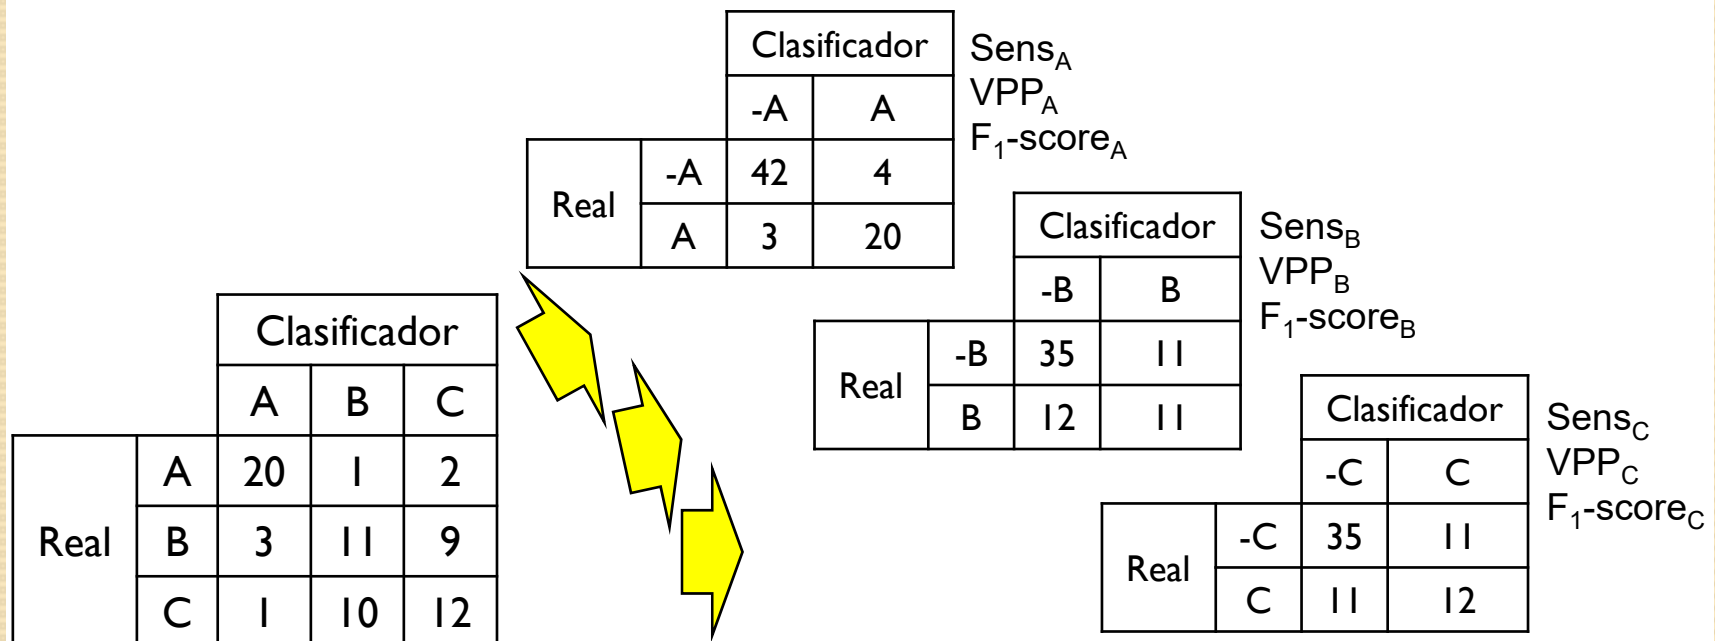 Clasificador
-A A
Real -A 42 4
A 3 20
Sens_A
VPP_A
F_1-score_A
Clasificador
-B B
Real -B 35 11
B 12 11
Sens_B
VPP_B
F_1-score_B
Clasificador
A B C
Real A 20 1 2
B 3 11 9
C 1 10 12
Clasificador
-C C
Real -C 35 11
C 11 12
Sens_C
VPP_C
F_1-score_C